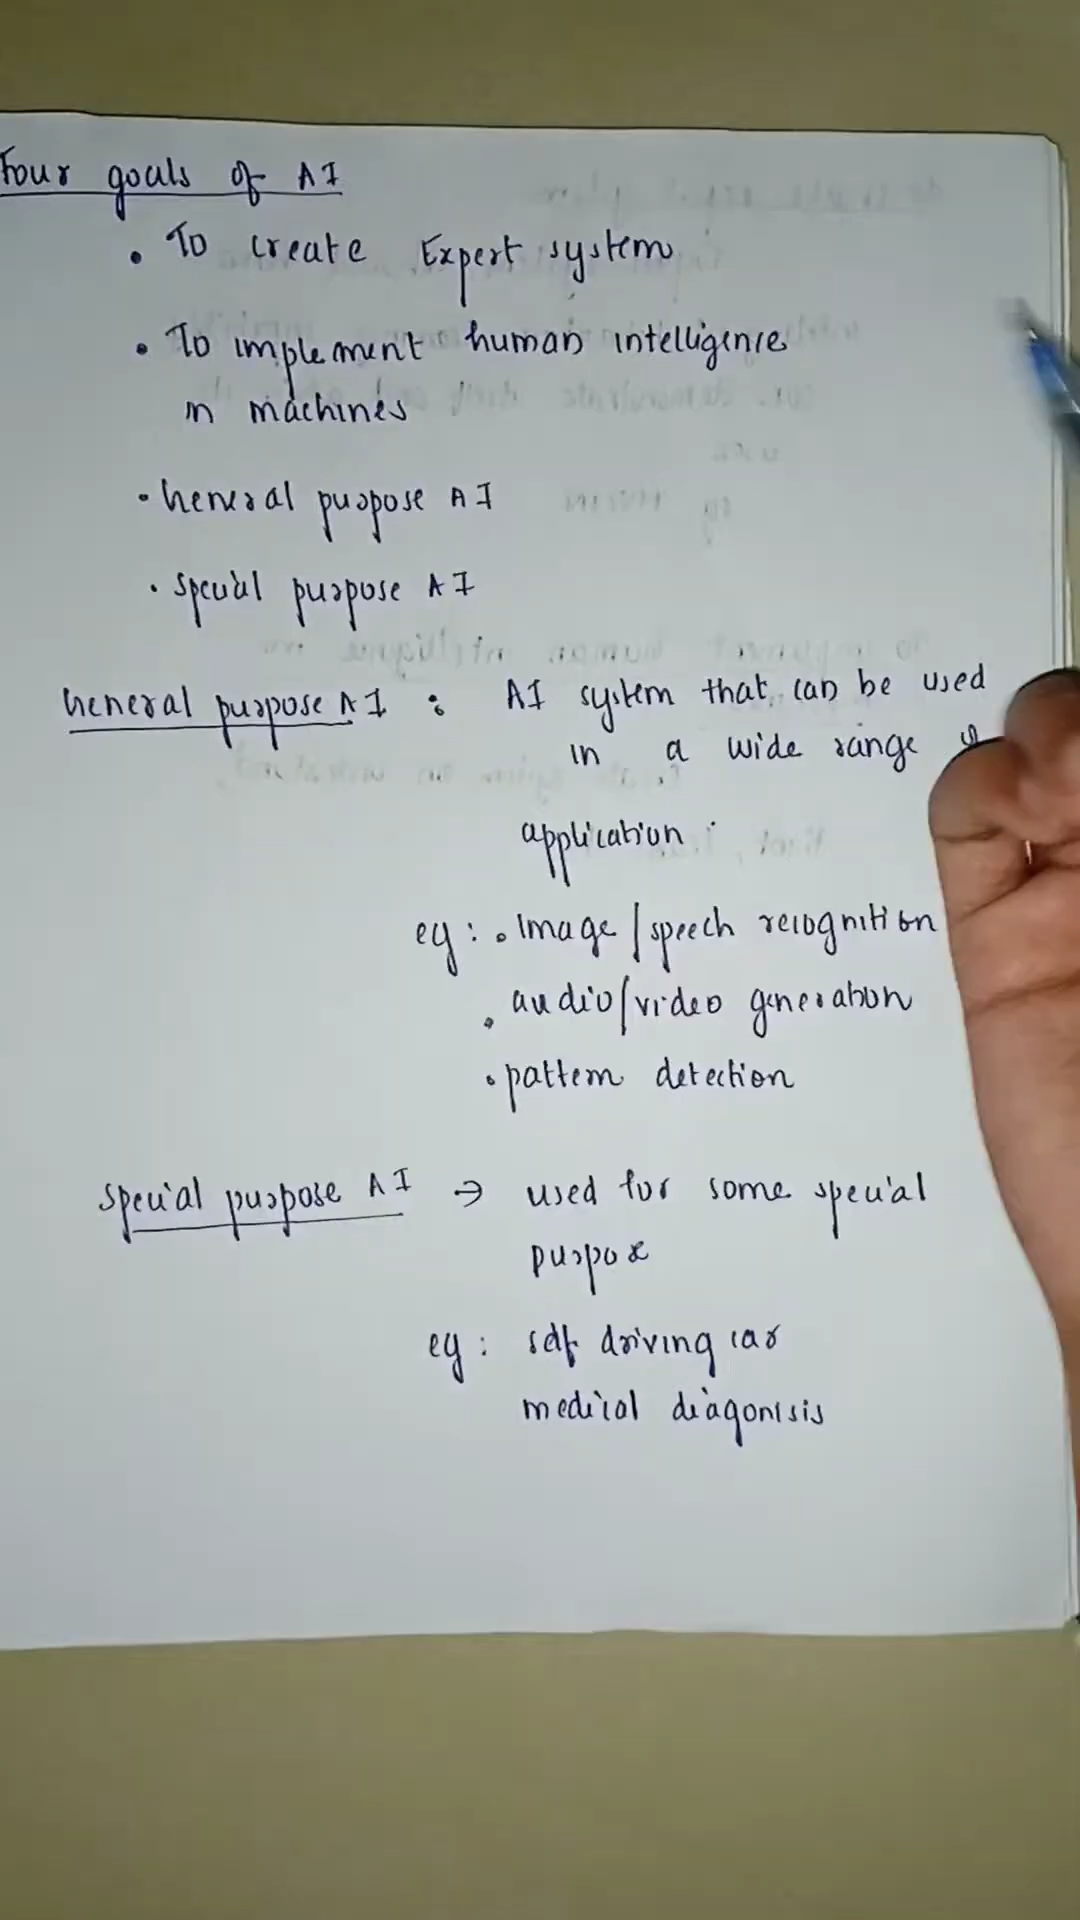 Four goals of AI
• To create Expert system
• To implement human intelligence
in machines
• General purpose AI
• Special purpose AI
General purpose AI : AI system that can be used
in a wide range of
application.
eg: • Image/speech recognition
• audio/video generation
• pattern detection
Special purpose AI → used for some special
purpose
eg: self driving car
medical diagonisis